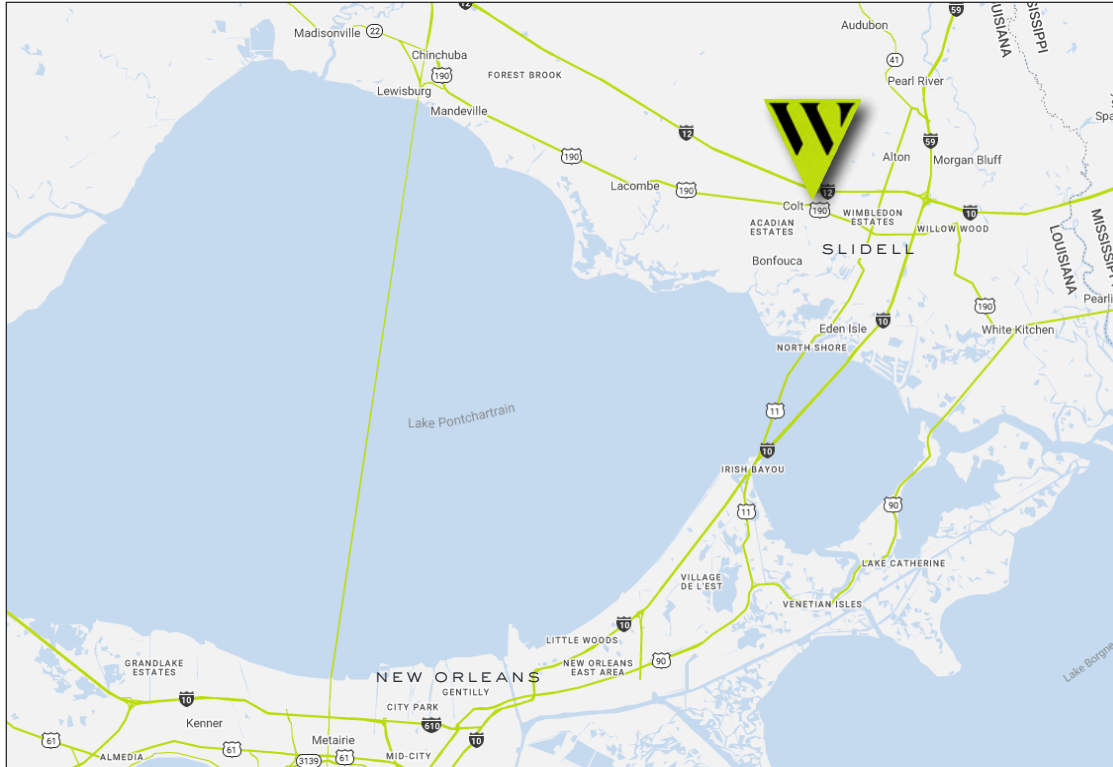 12
59
LOUISIANA
MISSISSIPPI
Audubon
Madisonville
22
Chinchuba
41
190
FOREST BROOK
Pearl River
Lewisburg
Mandeville
W
12
59
190
Alton
Morgan Bluff
Lacombe
190
12
Colt
190
WIMBLEDON
ESTATES
10
ACADIAN
ESTATES
WILLOW WOOD
SLIDELL
LOUISIANA
Bonfouca
190
10
Eden Isle
White Kitchen
NORTH SHORE
Lake Pontchartrain
11
10
IRISH BAYOU
11
90
LAKE CATHERINE
VILLAGE
DE L'EST
VENETIAN ISLES
10
LITTLE WOODS
NEW ORLEANS
EAST AREA
90
GRANDLAKE
ESTATES
NEW ORLEANS
GENTILLY
Lake Borgne
10
CITY PARK
Kenner
610
61
Metairie
10
61
ALMEDIA
3139
61
MID-CITY